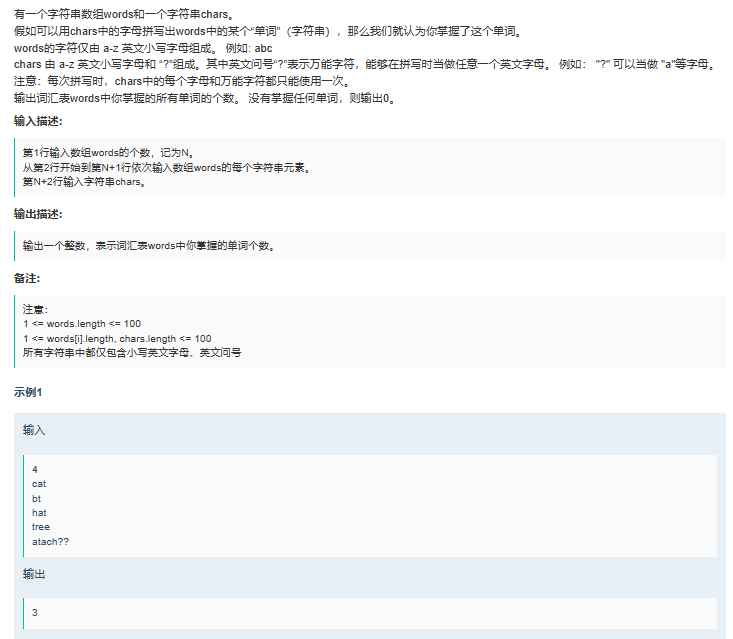 有一个字符串数组words和一个字符串chars。
假如可以用chars中的字母拼写出words中的某个“单词”（字符串），那么我们就认为你掌握了这个单词。
words的字符仅由 a-z 英文小写字母组成。 例如: abc
chars 由 a-z 英文小写字母和 “?”组成。其中英文问号“?”表示万能字符，能够在拼写时当做任意一个英文字母。 例如： "?" 可以当做 "a"等字母。
注意：每次拼写时，chars中的每个字母和万能字符都只能使用一次。
输出词汇表words中你掌握的所有单词的个数。 没有掌握任何单词，则输出0。
输入描述:
第1行输入数组words的个数，记为N。
从第2行开始到第N+1行依次输入数组words的每个字符串元素。
第N+2行输入字符串chars。
输出描述:
输出一个整数，表示词汇表words中你掌握的单词个数。
备注:
注意：
1 <= words.length <= 100
1 <= words[i].length, chars.length <= 100
所有字符串中都仅包含小写英文字母、英文问号
示例1
输入
4
cat
bt
hat
tree
atach??
输出
3